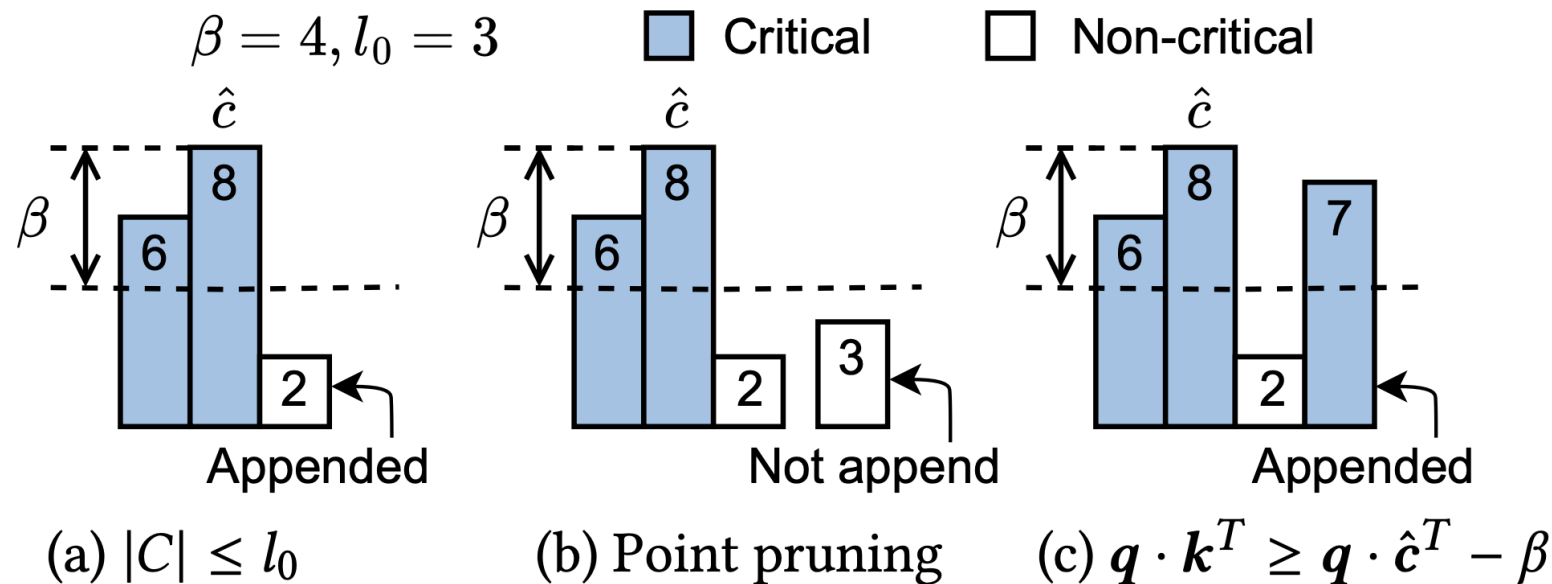 β = 4, l₀ = 3
Critical
Non-critical
ĉ
β
6
8
2
Appended
(a) |C| ≤ l₀
ĉ
β
6
8
2
3
Not append
(b) Point pruning
ĉ
β
6
8
2
7
Appended
(c) q · kᵀ ≥ q · ĉᵀ − β